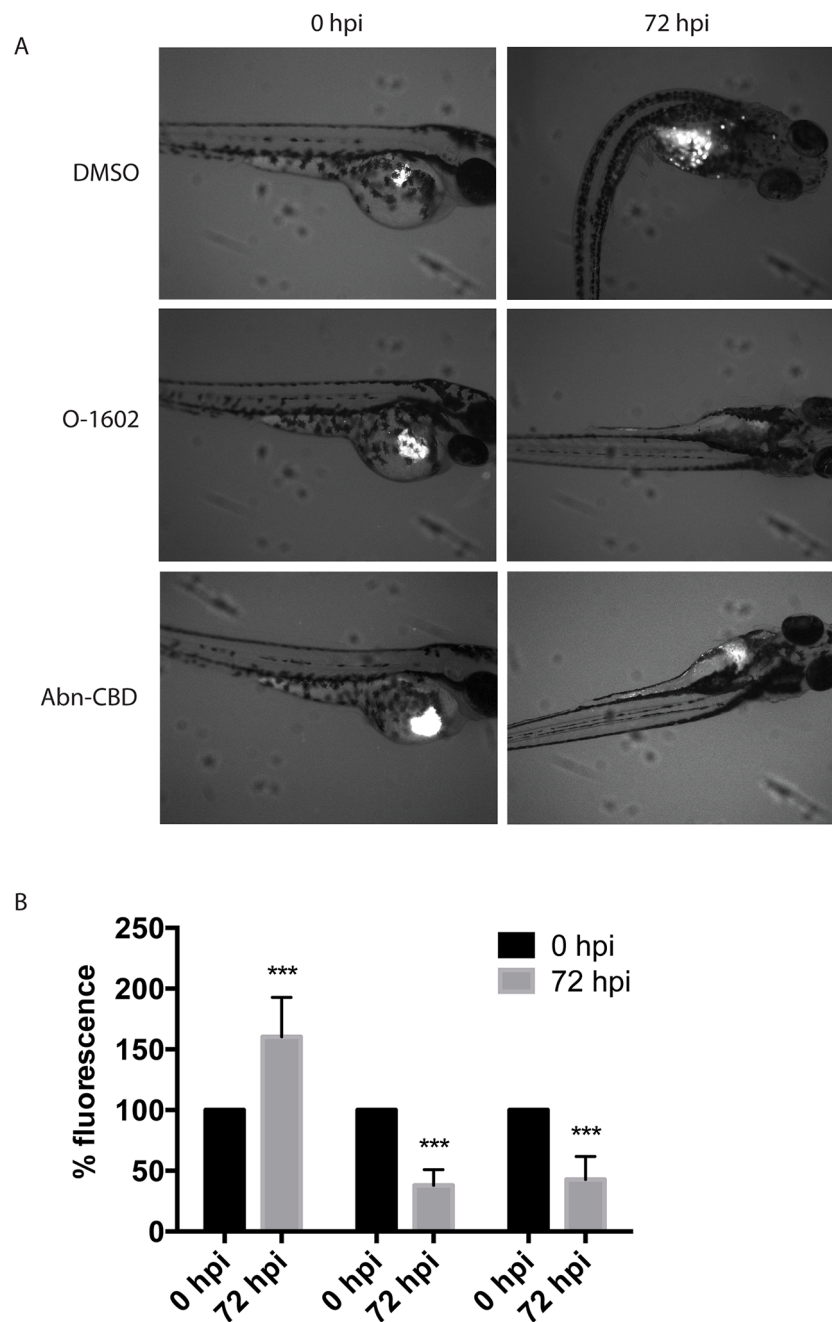 0 hpi 72 hpi
A
DMSO
O-1602
Abn-CBD
B
250
200
150
100
50
0
% fluorescence
*** *** ***
0 hpi
72 hpi
0 hpi 72 hpi 0 hpi 72 hpi 0 hpi 72 hpi